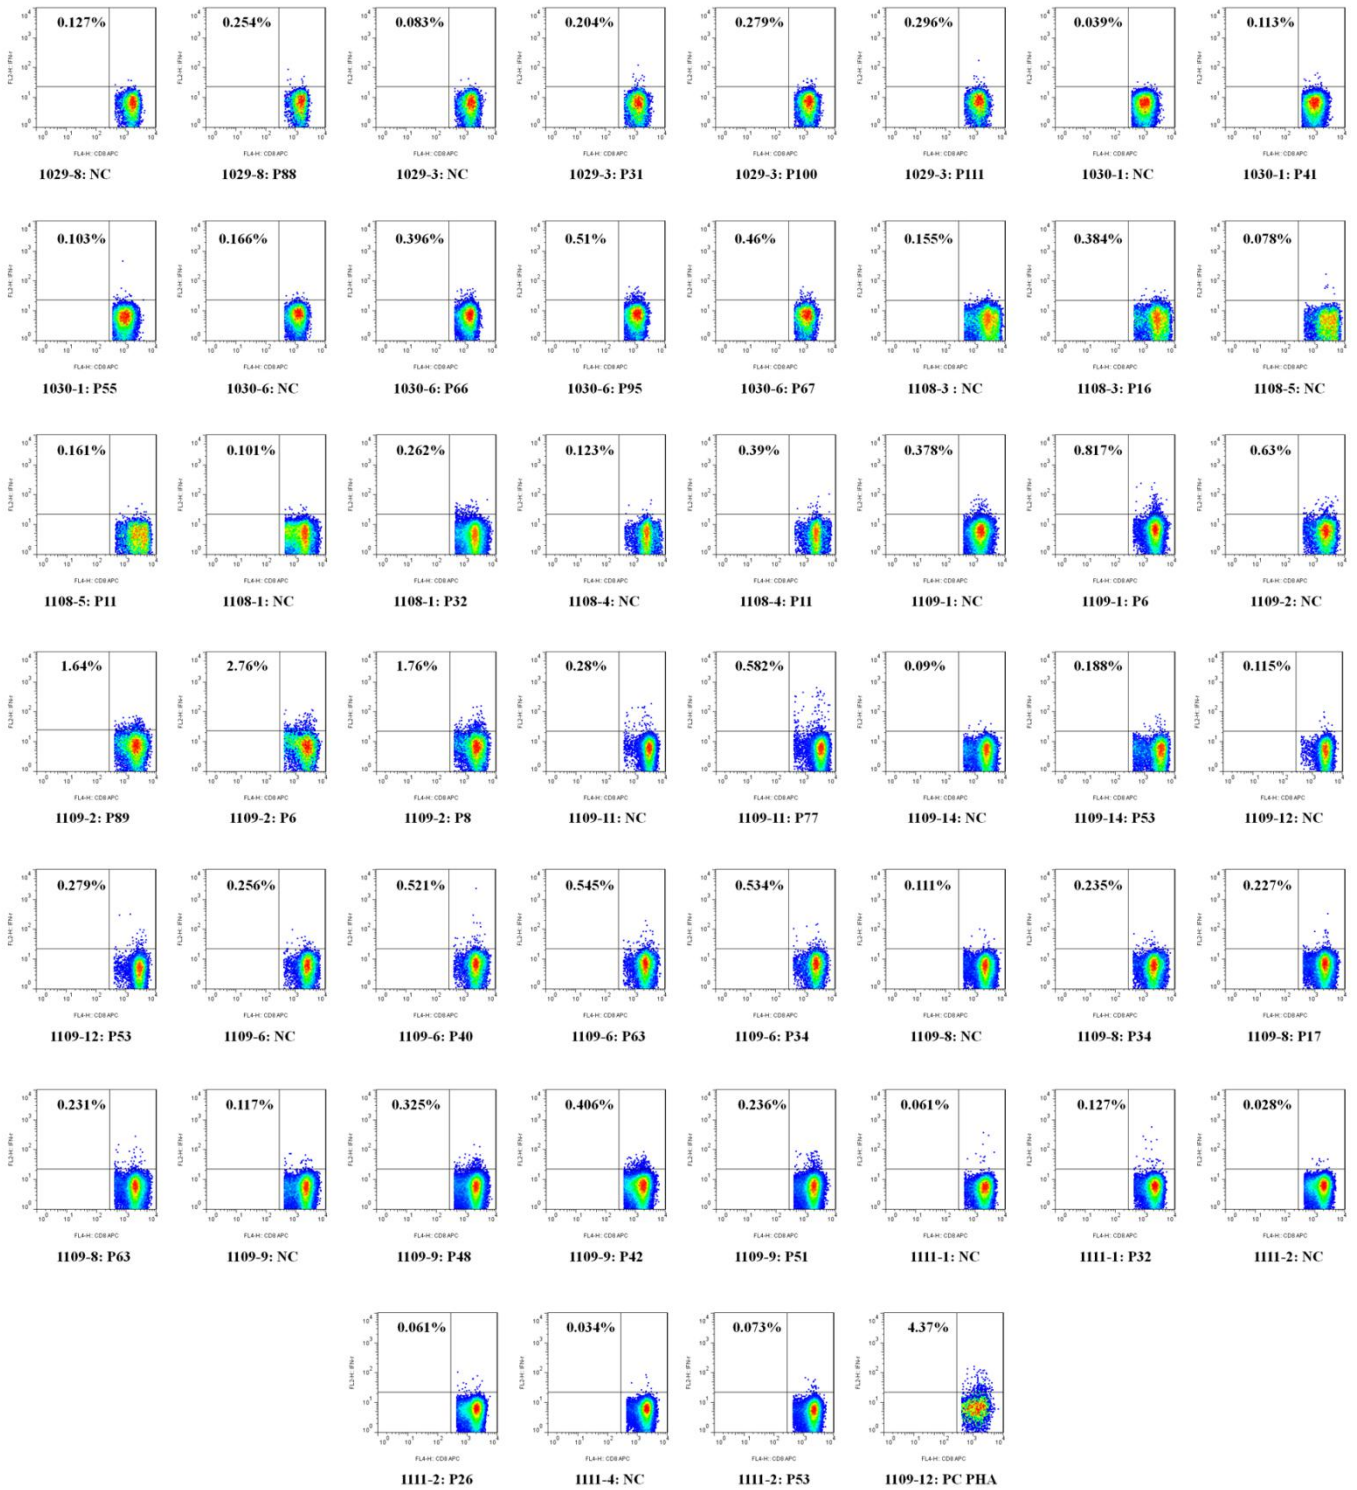 0.127% 0.254% 0.083% 0.204% 0.279% 0.296% 0.039% 0.113%
FL2-H: IFN-r
FL4-H: CD8 APC
1029-8: NC 1029-8: P88 1029-3: NC 1029-3: P31 1029-3: P100 1029-3: P111 1030-1: NC 1030-1: P41
0.103% 0.166% 0.396% 0.51% 0.46% 0.155% 0.384% 0.078%
1030-1: P55 1030-6: NC 1030-6: P66 1030-6: P95 1030-6: P67 1108-3 : NC 1108-3: P16 1108-5: NC
0.161% 0.101% 0.262% 0.123% 0.39% 0.378% 0.817% 0.63%
1108-5: P11 1108-1: NC 1108-1: P32 1108-4: NC 1108-4: P11 1109-1: NC 1109-1: P6 1109-2: NC
1.64% 2.76% 1.76% 0.28% 0.582% 0.09% 0.188% 0.115%
1109-2: P89 1109-2: P6 1109-2: P8 1109-11: NC 1109-11: P77 1109-14: NC 1109-14: P53 1109-12: NC
0.279% 0.256% 0.521% 0.545% 0.534% 0.111% 0.235% 0.227%
1109-12: P53 1109-6: NC 1109-6: P40 1109-6: P63 1109-6: P34 1109-8: NC 1109-8: P34 1109-8: P17
0.231% 0.117% 0.325% 0.406% 0.236% 0.061% 0.127% 0.028%
1109-8: P63 1109-9: NC 1109-9: P48 1109-9: P42 1109-9: P51 1111-1: NC 1111-1: P32 1111-2: NC
0.061% 0.034% 0.073% 4.37%
1111-2: P26 1111-4: NC 1111-2: P53 1109-12: PC PHA